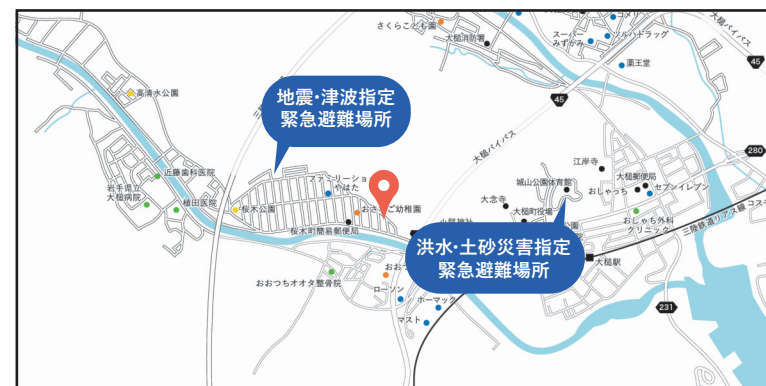 さくらこども園
大槌消防署
コメリ
ツルハドラッグ
スーパー
みずかみ
薬王堂
大槌バイパス
45
高清水公園
地震・津波指定
緊急避難場所
45
大槌バイパス
280
近藤歯科医院
岩手県立
大槌病院
植田医院
桜木公園
ファミリーショップ
やはた
おさなご幼稚園
桜木町簡易郵便局
江岸寺
城山公園体育館
大槌郵便局
おしゃっち
セブンイレブン
大念寺
大槌町役場
おしゃち外科
クリニック
三陸鉄道リアス線
洪水・土砂災害指定
緊急避難場所
大槌駅
おおつちオオタ整骨院
ローソン
ホーマック
マスト
231